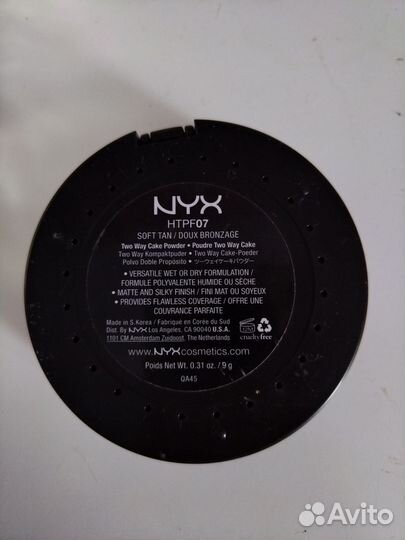 NYX
HTPF07
SOFT TAN / DOUX BRONZAGE
Two Way Cake Powder • Poudre Two Way Cake
Two Way Kompaktpuder • Two Way Cake-Poeder
Polvo Doble Propósito • ツーウェイケーキパウダー
• VERSATILE WET OR DRY FORMULATION /
FORMULE POLYVALENTE HUMIDE OU SÈCHE
• MATTE AND SILKY FINISH / FINI MAT OU SOYEUX
• PROVIDES FLAWLESS COVERAGE / OFFRE UNE
COUVRANCE PARFAITE
Made in S.Korea / Fabriqué en Corée du Sud
Dist. By NYX Los Angeles, CA 90040 U.S.A.
1101 CM Amsterdam Zuidoost, The Netherlands
12M
cruelty free
www.NYXcosmetics.com
Poids Net Wt. 0.31 oz. / 9 g
QA45
Avito